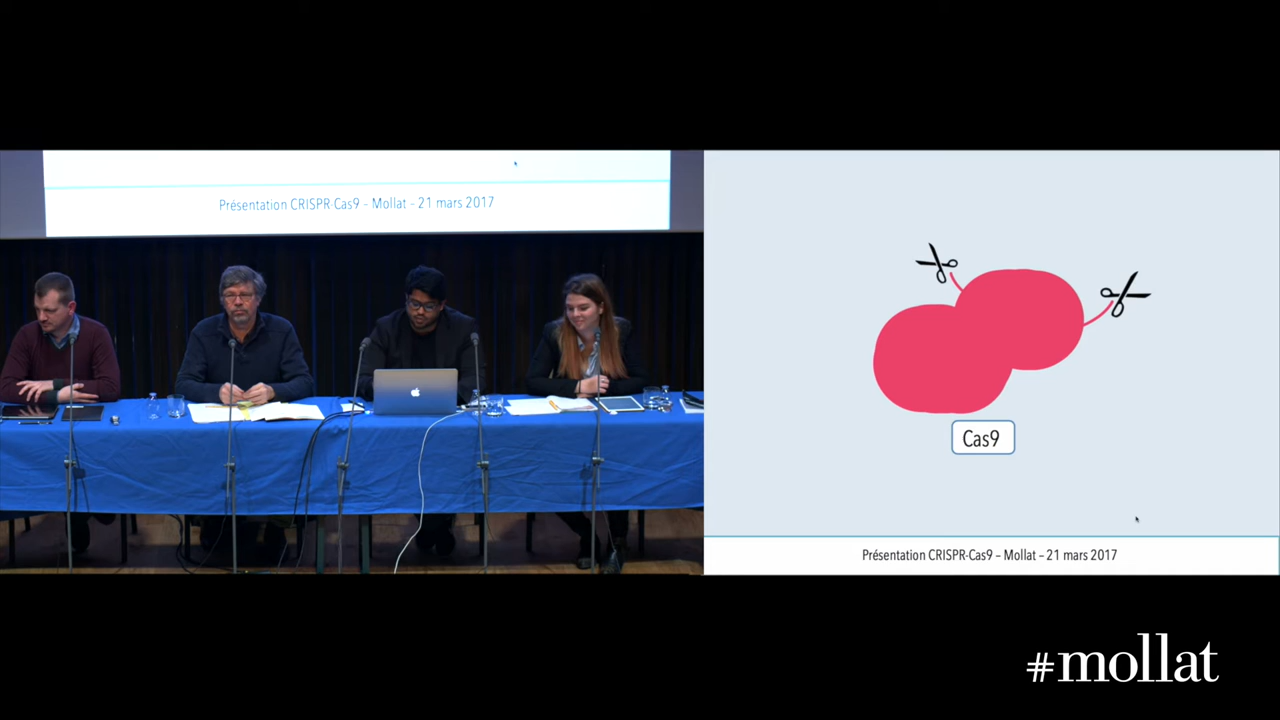 Présentation CRISPR-Cas9 - Mollat - 21 mars 2017
Cas9
Présentation CRISPR-Cas9 – Mollat – 21 mars 2017
#mollat